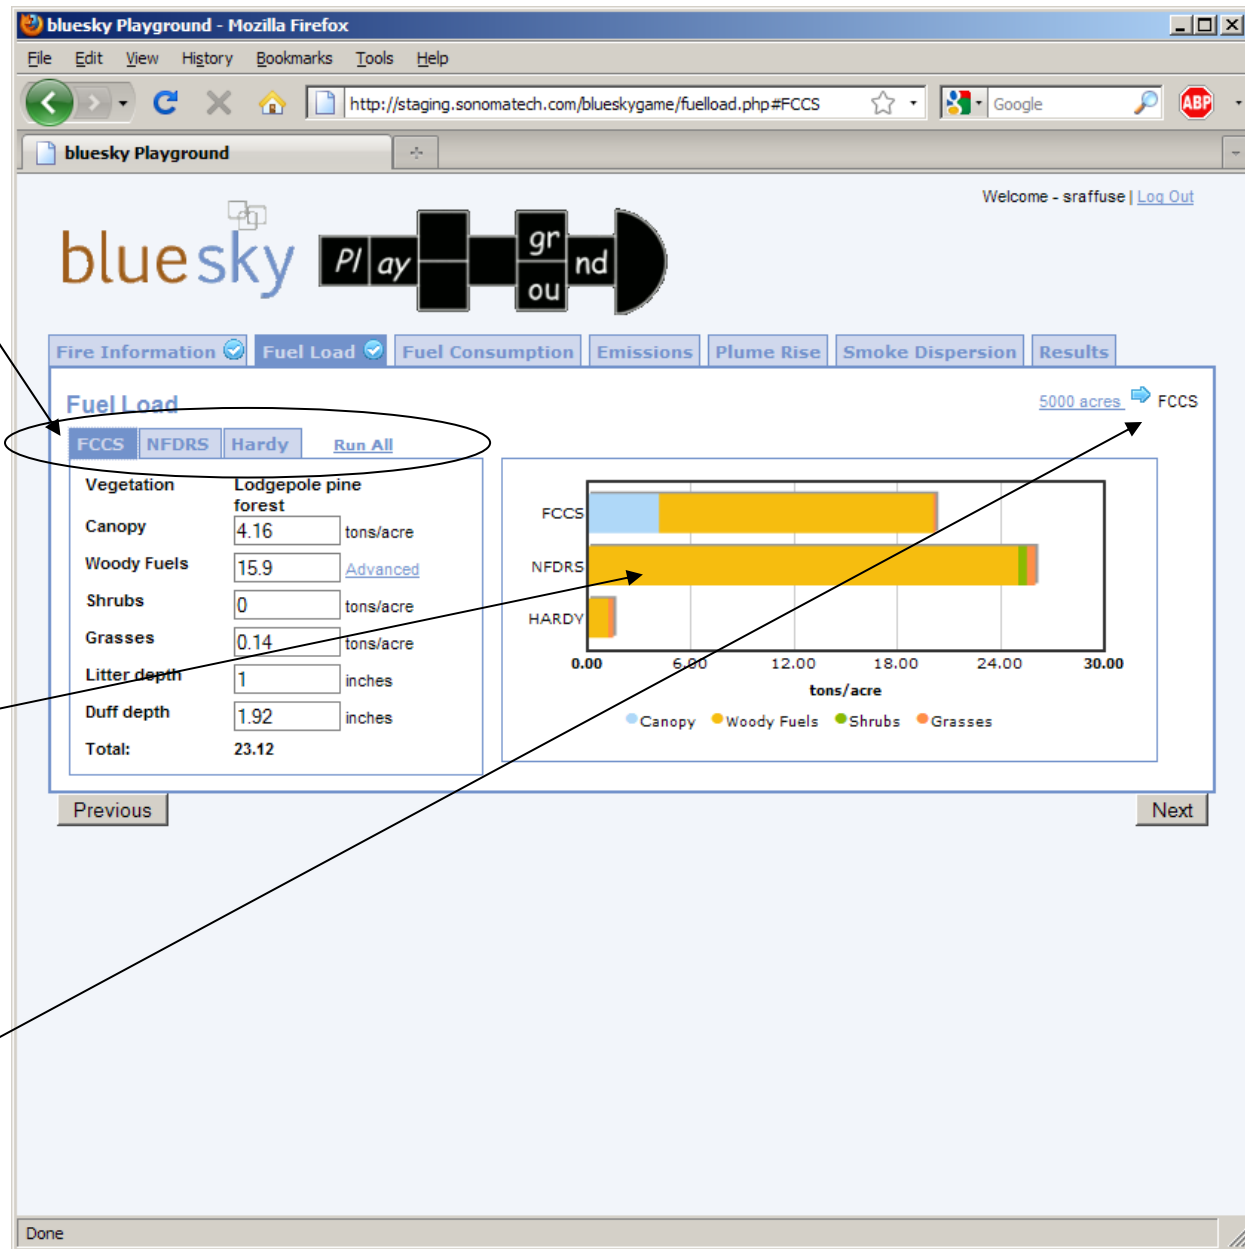 bluesky Playground - Mozilla Firefox
File Edit View History Bookmarks Tools Help
http://staging.sonomatech.com/blueskygame/fuelload.php#FCCS
Google
ABP
bluesky Playground
Welcome - sraffuse | Log Out
bluesky
Pl ay gr ou nd
Fire Information Fuel Load Fuel Consumption Emissions Plume Rise Smoke Dispersion Results
Fuel Load
5000 acres FCCS
FCCS NFDRS Hardy Run All
Vegetation Lodgepole pine
forest
Canopy 4.16 tons/acre
Woody Fuels 15.9 Advanced
Shrubs 0 tons/acre
Grasses 0.14 tons/acre
Litter depth 1 inches
Duff depth 1.92 inches
Total: 23.12
FCCS
NFDRS
HARDY
0.00 6.00 12.00 18.00 24.00 30.00
tons/acre
Canopy Woody Fuels Shrubs Grasses
Previous
Next
Done